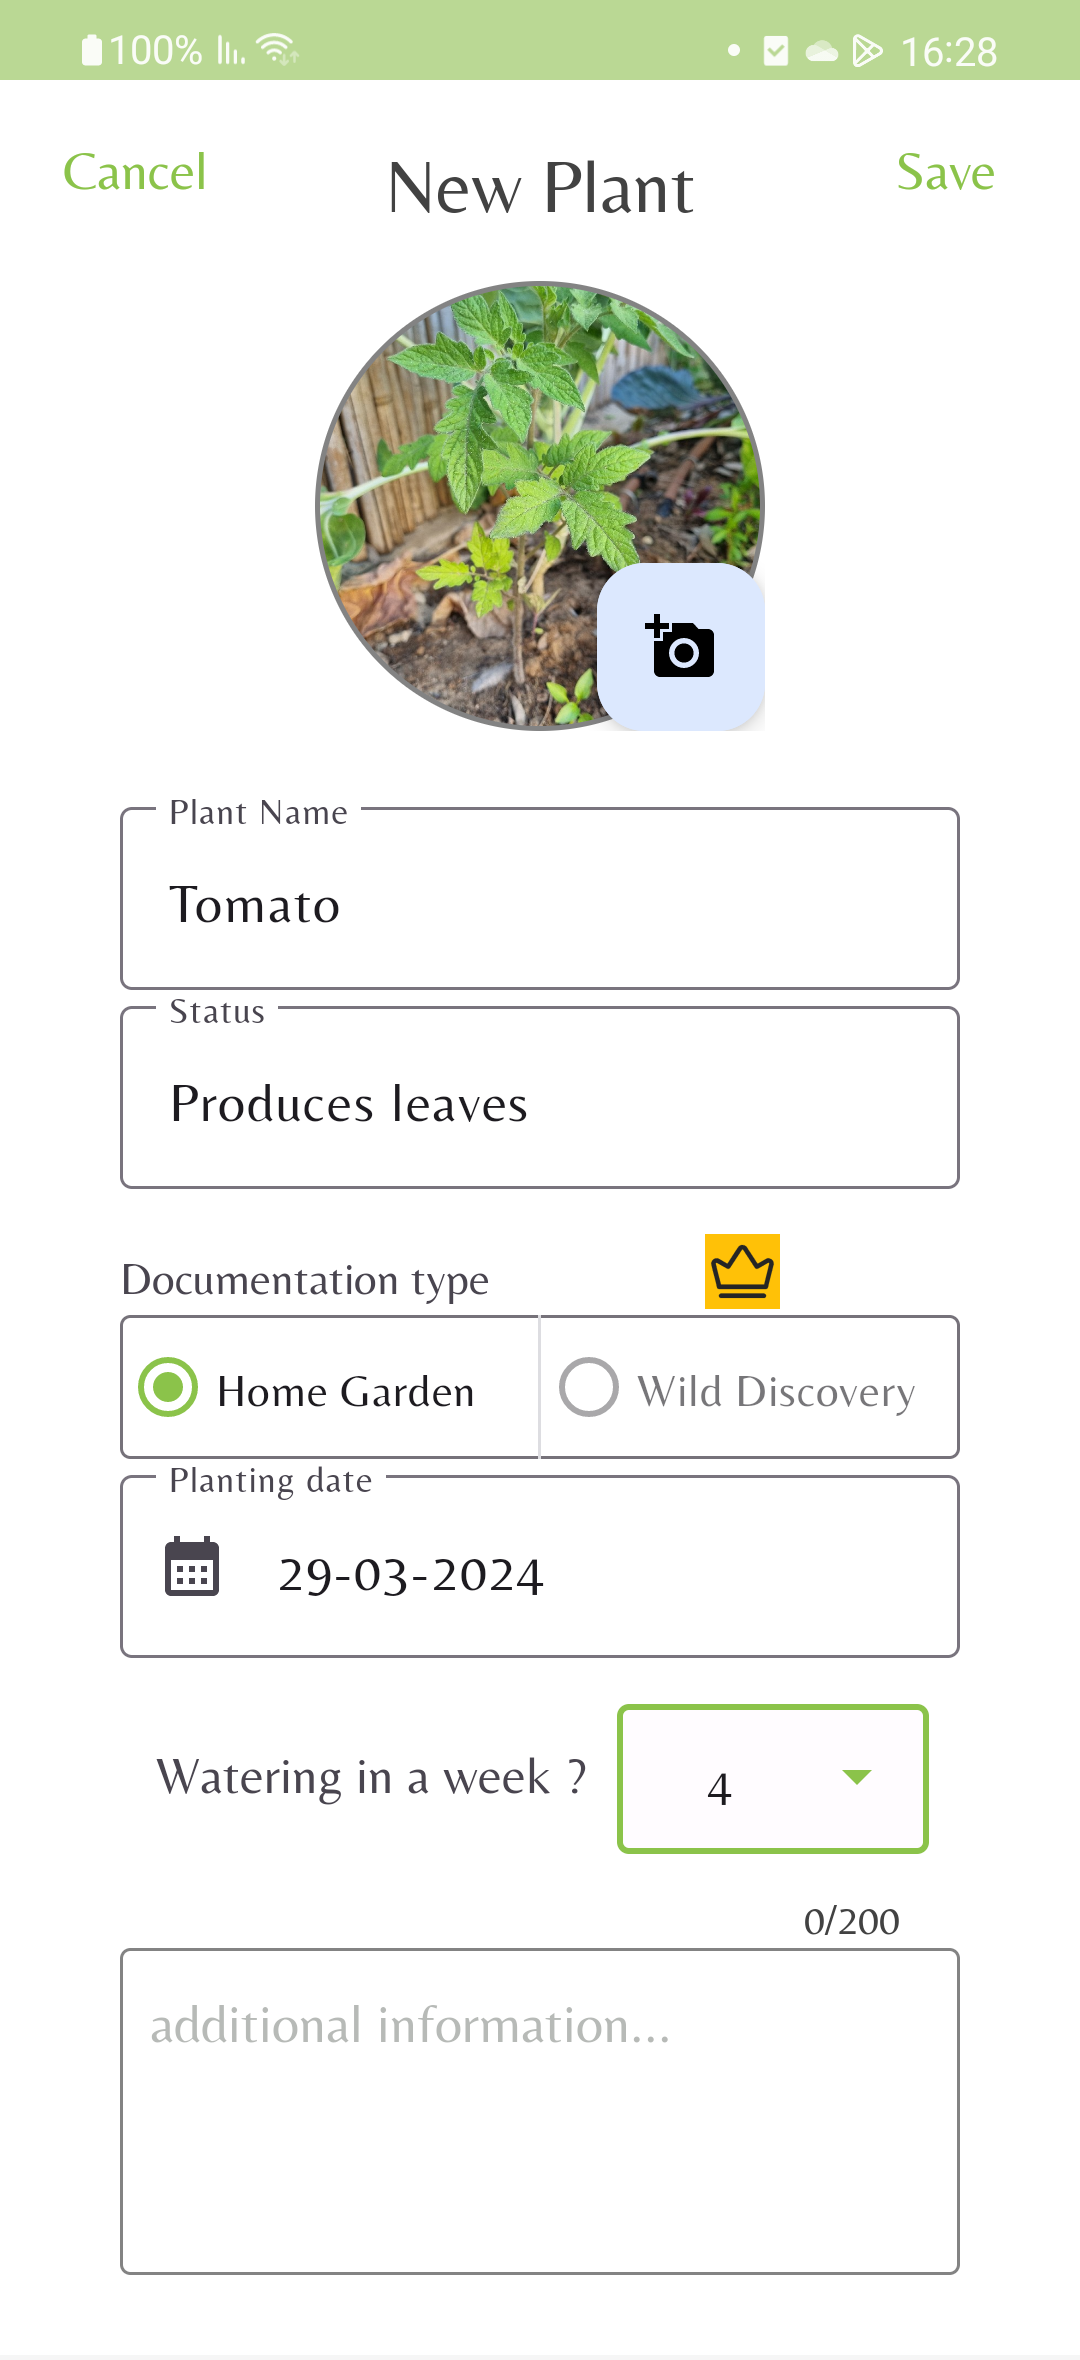 100% 16:28
Cancel New Plant Save
Plant Name
Tomato
Status
Produces leaves
Documentation type
Home Garden Wild Discovery
Planting date
29-03-2024
Watering in a week ? 4
0/200
additional information...